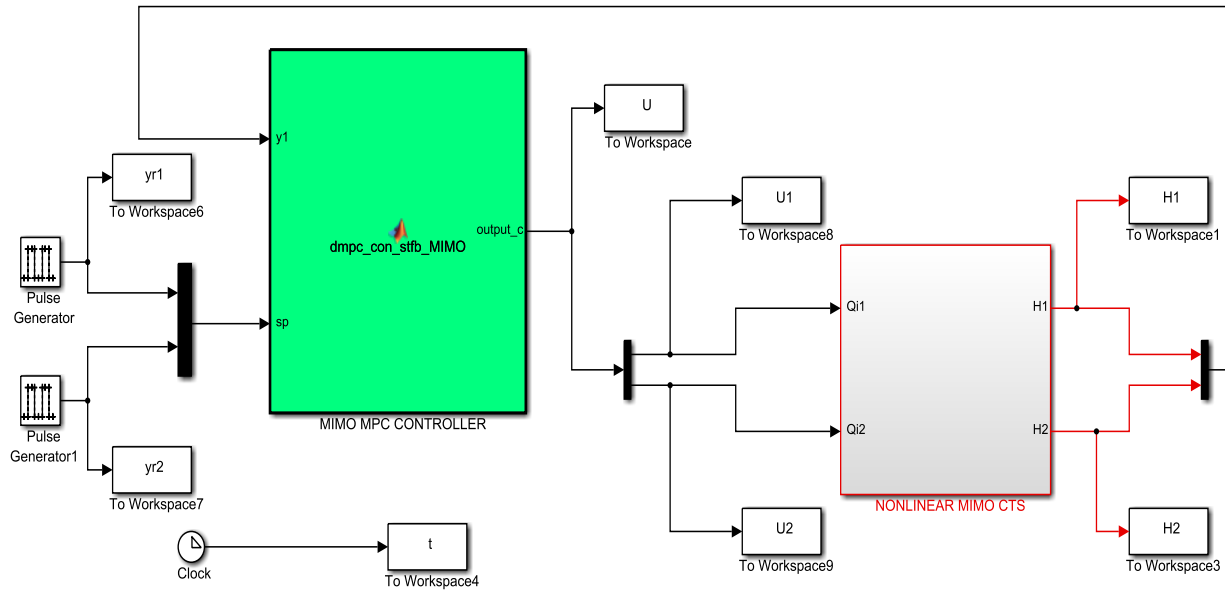 y1
sp
dmpc_con_stfb_MIMO
output_c
MIMO MPC CONTROLLER
yr1
To Workspace6
Pulse
Generator
Pulse
Generator1
yr2
To Workspace7
Clock
t
To Workspace4
U
To Workspace
U1
To Workspace8
Qi1
Qi2
H1
H2
NONLINEAR MIMO CTS
U2
To Workspace9
H1
To Workspace1
H2
To Workspace3